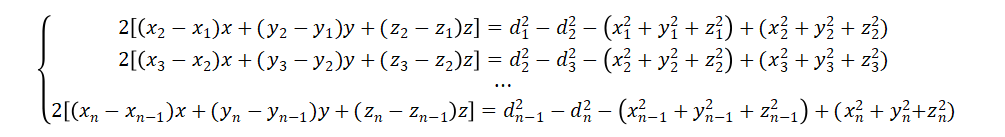 2[(x₂ − x₁)x + (y₂ − y₁)y + (z₂ − z₁)z] = d₁² − d₂² − (x₁² + y₁² + z₁²) + (x₂² + y₂² + z₂²)
2[(x₃ − x₂)x + (y₃ − y₂)y + (z₃ − z₂)z] = d₂² − d₃² − (x₂² + y₂² + z₂²) + (x₃² + y₃² + z₃²)
...
2[(xₙ − xₙ₋₁)x + (yₙ − yₙ₋₁)y + (zₙ − zₙ₋₁)z] = dₙ₋₁² − dₙ² − (xₙ₋₁² + yₙ₋₁² + zₙ₋₁²) + (xₙ² + yₙ²+zₙ²)